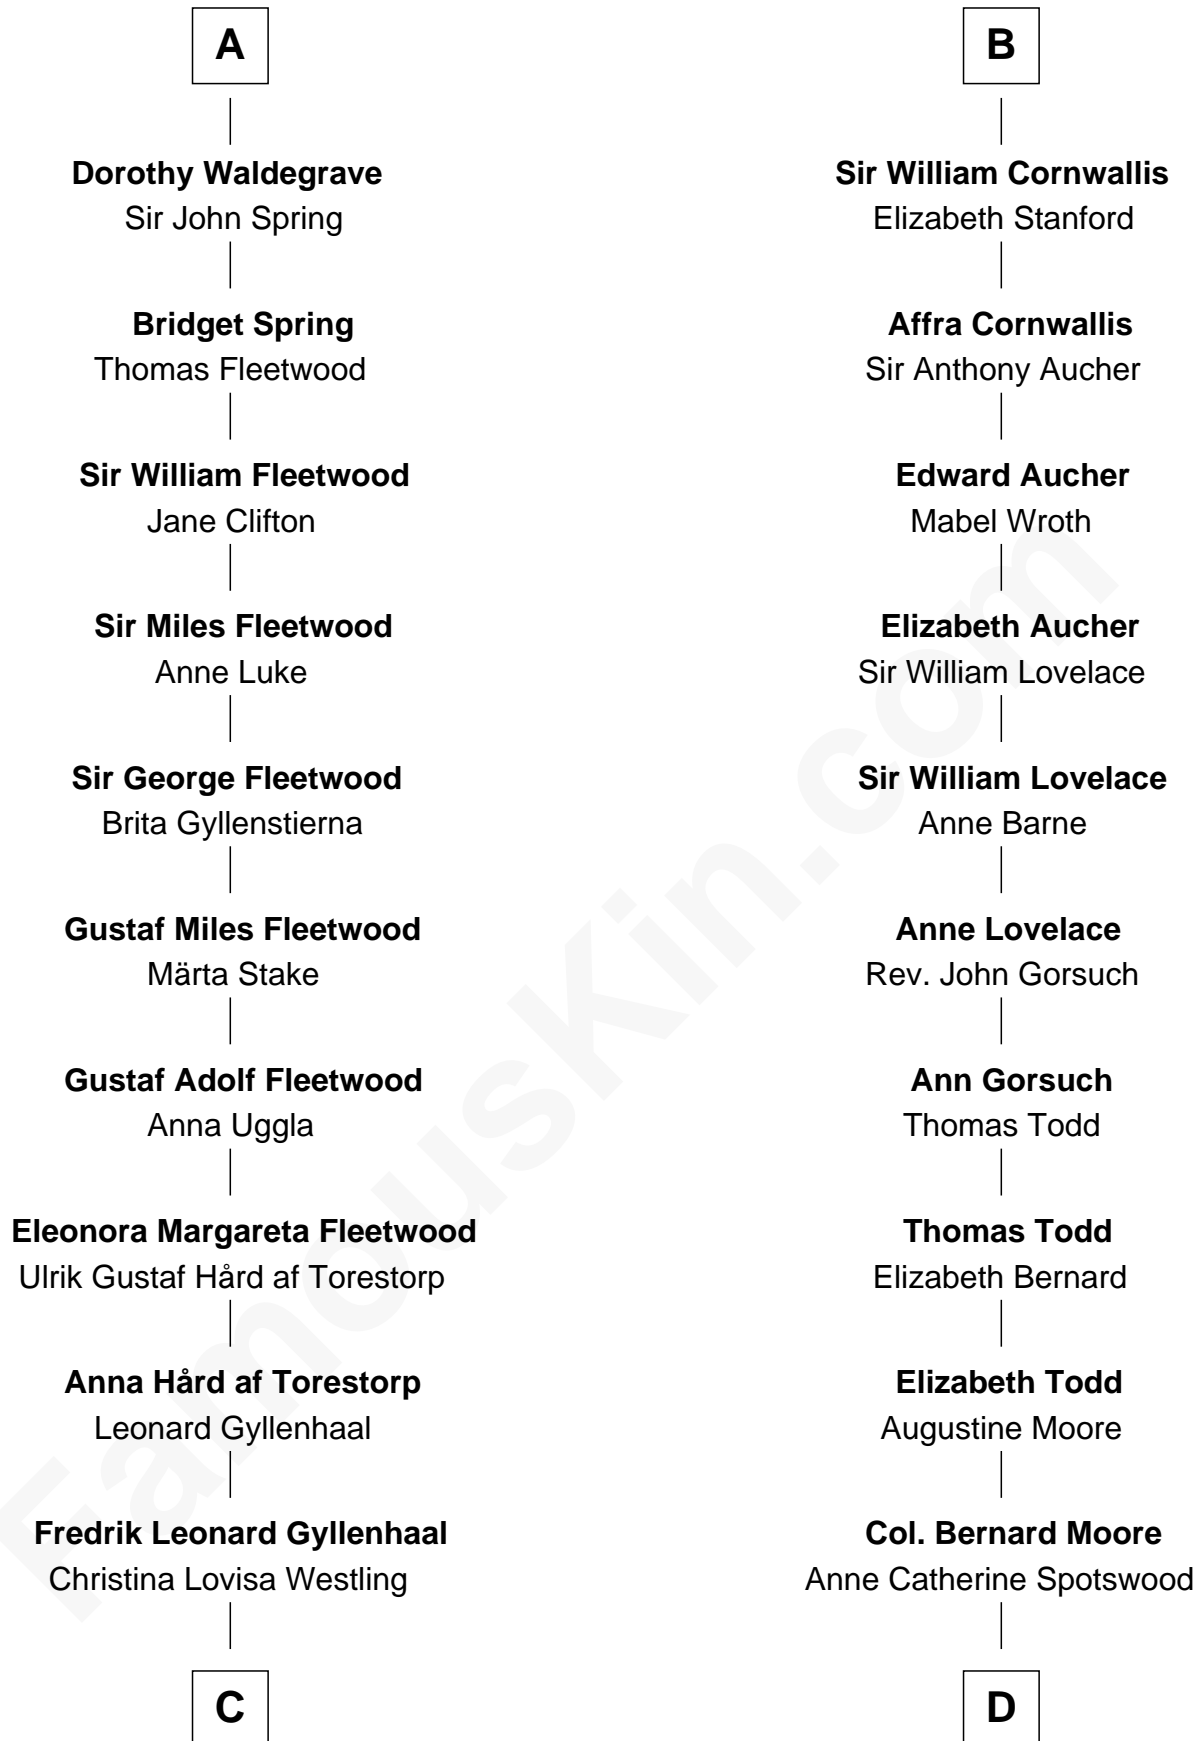 A
Dorothy Waldegrave
Sir John Spring
Bridget Spring
Thomas Fleetwood
Sir William Fleetwood
Jane Clifton
Sir Miles Fleetwood
Anne Luke
Sir George Fleetwood
Brita Gyllenstierna
Gustaf Miles Fleetwood
Märta Stake
Gustaf Adolf Fleetwood
Anna Uggla
Eleonora Margareta Fleetwood
Ulrik Gustaf Hård af Torestorp
Anna Hård af Torestorp
Leonard Gyllenhaal
Fredrik Leonard Gyllenhaal
Christina Lovisa Westling
C
B
Sir William Cornwallis
Elizabeth Stanford
Affra Cornwallis
Sir Anthony Aucher
Edward Aucher
Mabel Wroth
Elizabeth Aucher
Sir William Lovelace
Sir William Lovelace
Anne Barne
Anne Lovelace
Rev. John Gorsuch
Ann Gorsuch
Thomas Todd
Thomas Todd
Elizabeth Bernard
Elizabeth Todd
Augustine Moore
Col. Bernard Moore
Anne Catherine Spotswood
D
FamousKin.com